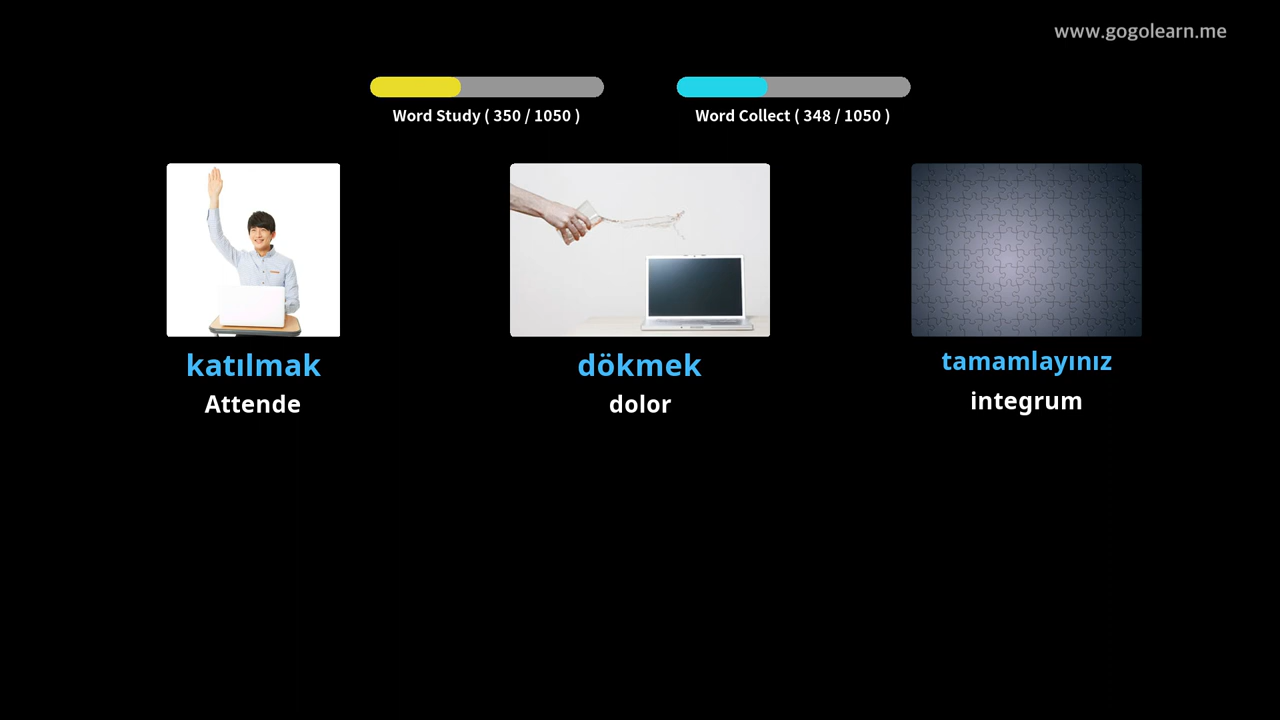 www.gogolearn.me
Word Study ( 350 / 1050 )
Word Collect ( 348 / 1050 )
katılmak
Attende
dökmek
dolor
tamamlayınız
integrum